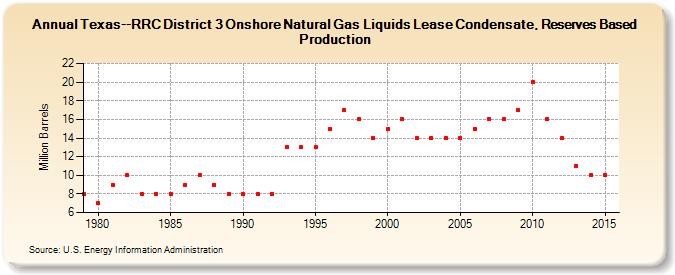 Annual Texas--RRC District 3 Onshore Natural Gas Liquids Lease Condensate, Reserves Based
Production
Million Barrels
22
20
18
16
14
12
10
8
6
1980 1985 1990 1995 2000 2005 2010 2015
Source: U.S. Energy Information Administration